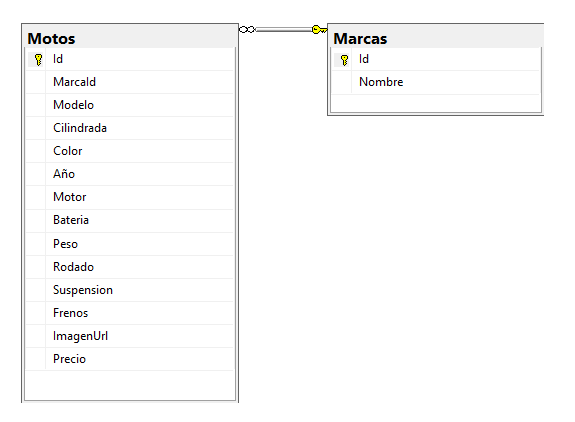 Motos
Id
MarcaId
Modelo
Cilindrada
Color
Año
Motor
Bateria
Peso
Rodado
Suspension
Frenos
ImagenUrl
Precio
Marcas
Id
Nombre